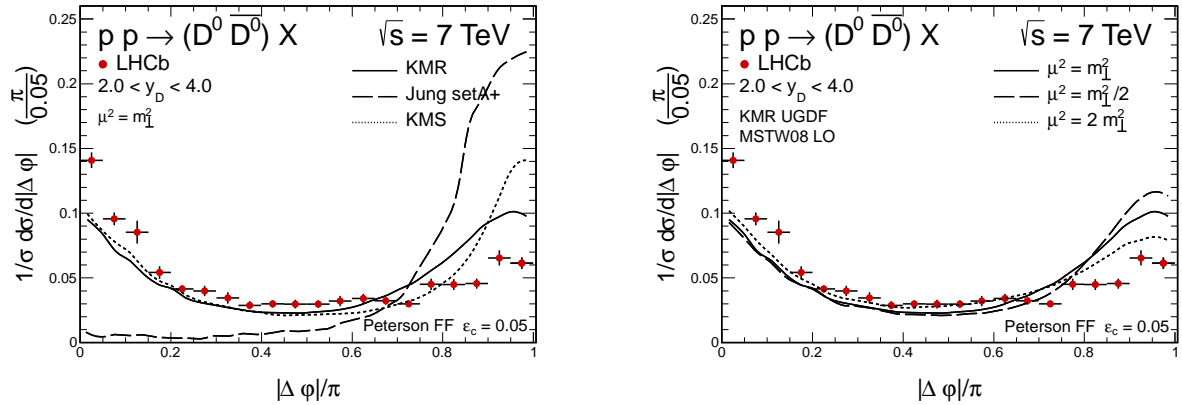 p p → (D⁰ D̅⁰) X √s = 7 TeV
LHCb
2.0 < y_D < 4.0
μ² = m²_⊥
KMR
Jung setA+
KMS
Peterson FF ε_c = 0.05
1/σ dσ/d|Δ φ| (π/0.05)
0.25
0.2
0.15
0.1
0.05
0
0 0.2 0.4 0.6 0.8 1
|Δ φ|/π
p p → (D⁰ D̅⁰) X √s = 7 TeV
LHCb
2.0 < y_D < 4.0
KMR UGDF
MSTW08 LO
μ² = m²_⊥
μ² = m²_⊥/2
μ² = 2 m²_⊥
Peterson FF ε_c = 0.05
1/σ dσ/d|Δ φ| (π/0.05)
0.25
0.2
0.15
0.1
0.05
0
0 0.2 0.4 0.6 0.8 1
|Δ φ|/π